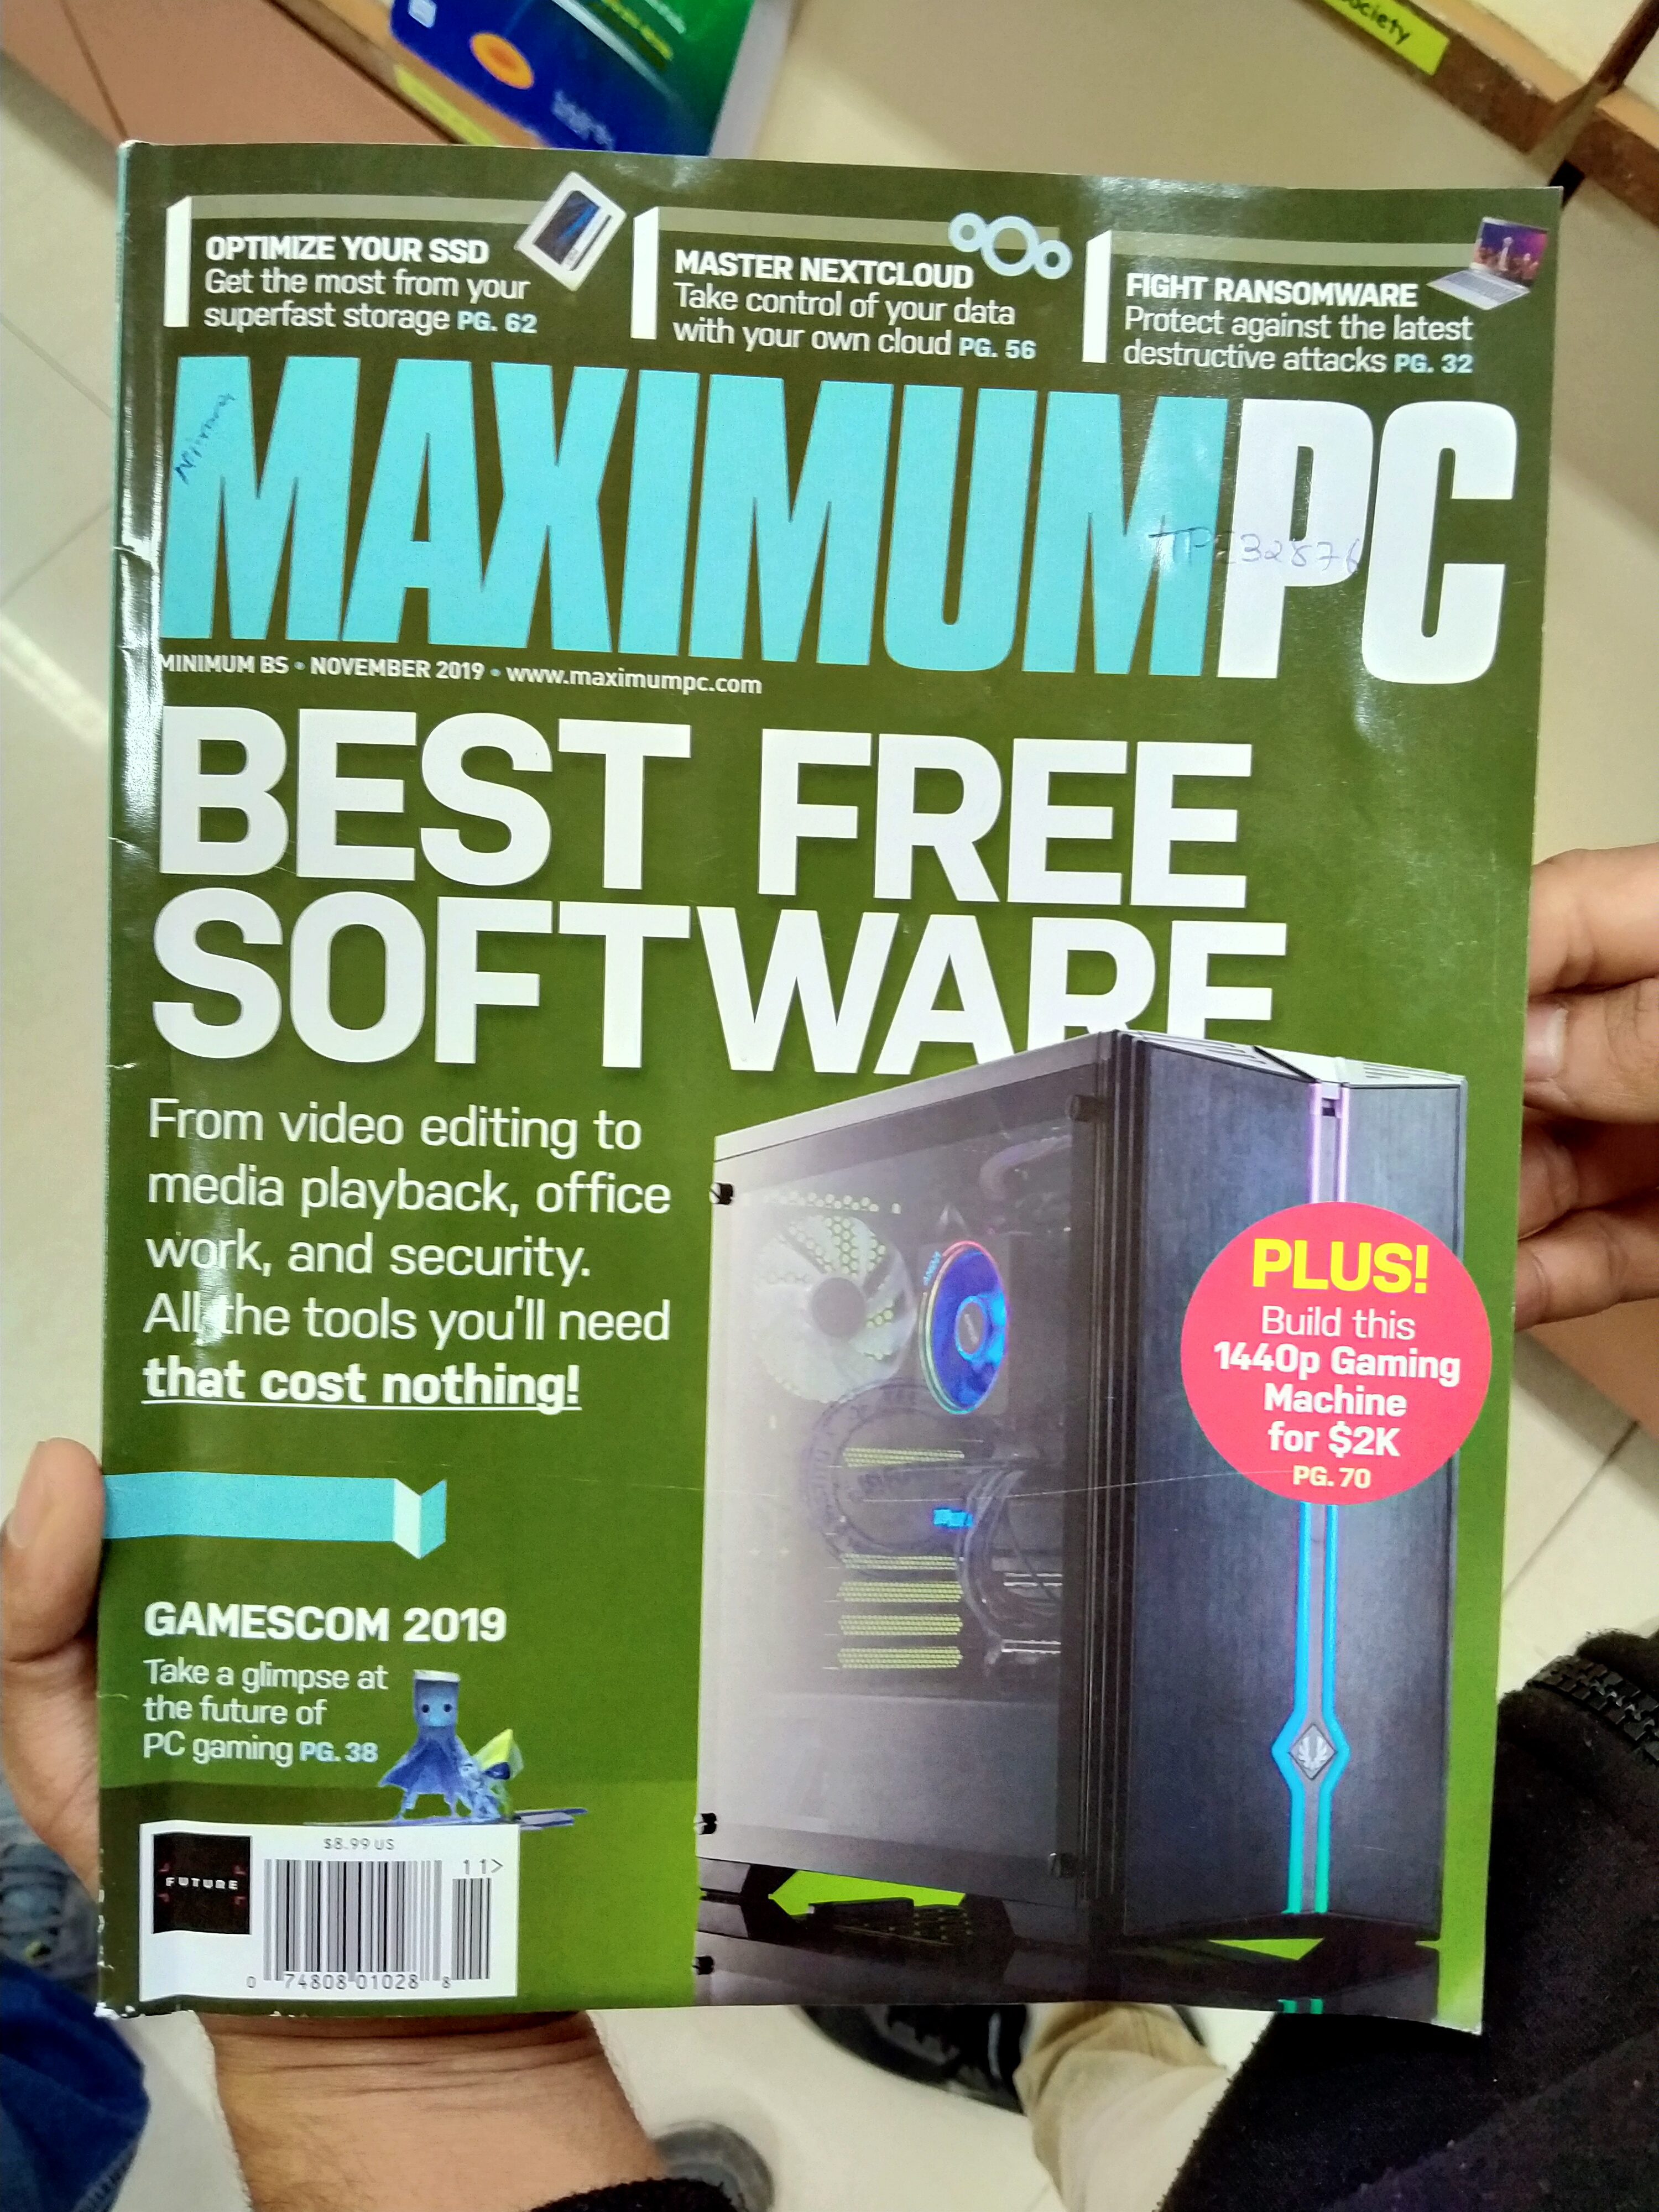 society
OPTIMIZE YOUR SSD
Get the most from your
superfast storage PG. 62
MASTER NEXTCLOUD
Take control of your data
with your own cloud PG. 56
FIGHT RANSOMWARE
Protect against the latest
destructive attacks PG. 32
MAXIMUMPC
MINIMUM BS • NOVEMBER 2019 • www.maximumpc.com
BEST FREE
SOFTWARE
From video editing to
media playback, office
work, and security.
All the tools you'll need
that cost nothing!
PLUS!
Build this
1440p Gaming
Machine
for $2K
PG. 70
GAMESCOM 2019
Take a glimpse at
the future of
PC gaming PG. 38
$8.99 US
FUTURE
11>
0 74808 01028 8